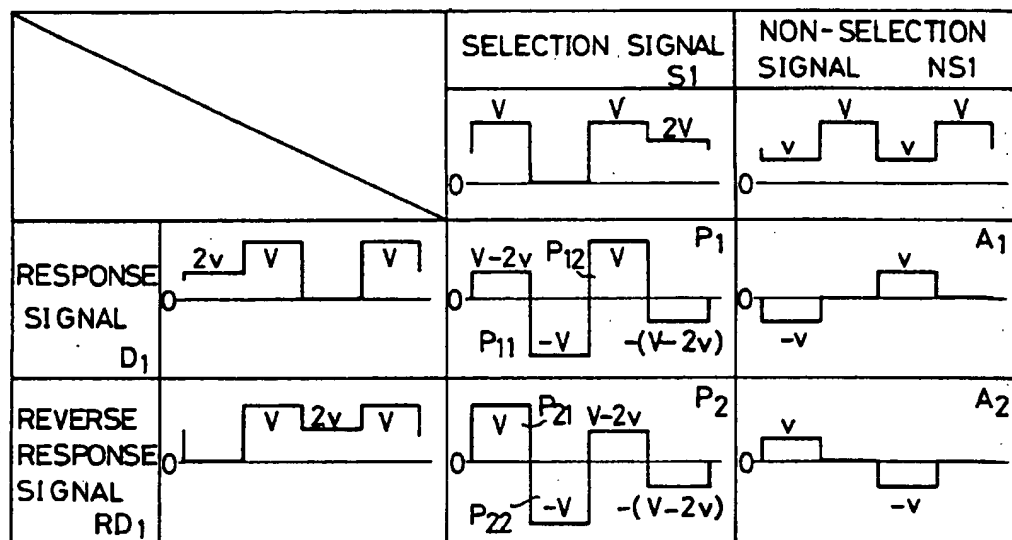 SELECTION SIGNAL
S1
NON-SELECTION
SIGNAL NS1
V V 2V
0
v V v V
0
RESPONSE
SIGNAL
D1
2v V V
0
P1
V-2v P12 V
0
P11 -V -(V-2v)
A1
v
0
-v
REVERSE
RESPONSE
SIGNAL
RD1
V 2v V
0
P2
V P21 V-2v
0
P22 -V -(V-2v)
A2
v
0
-v